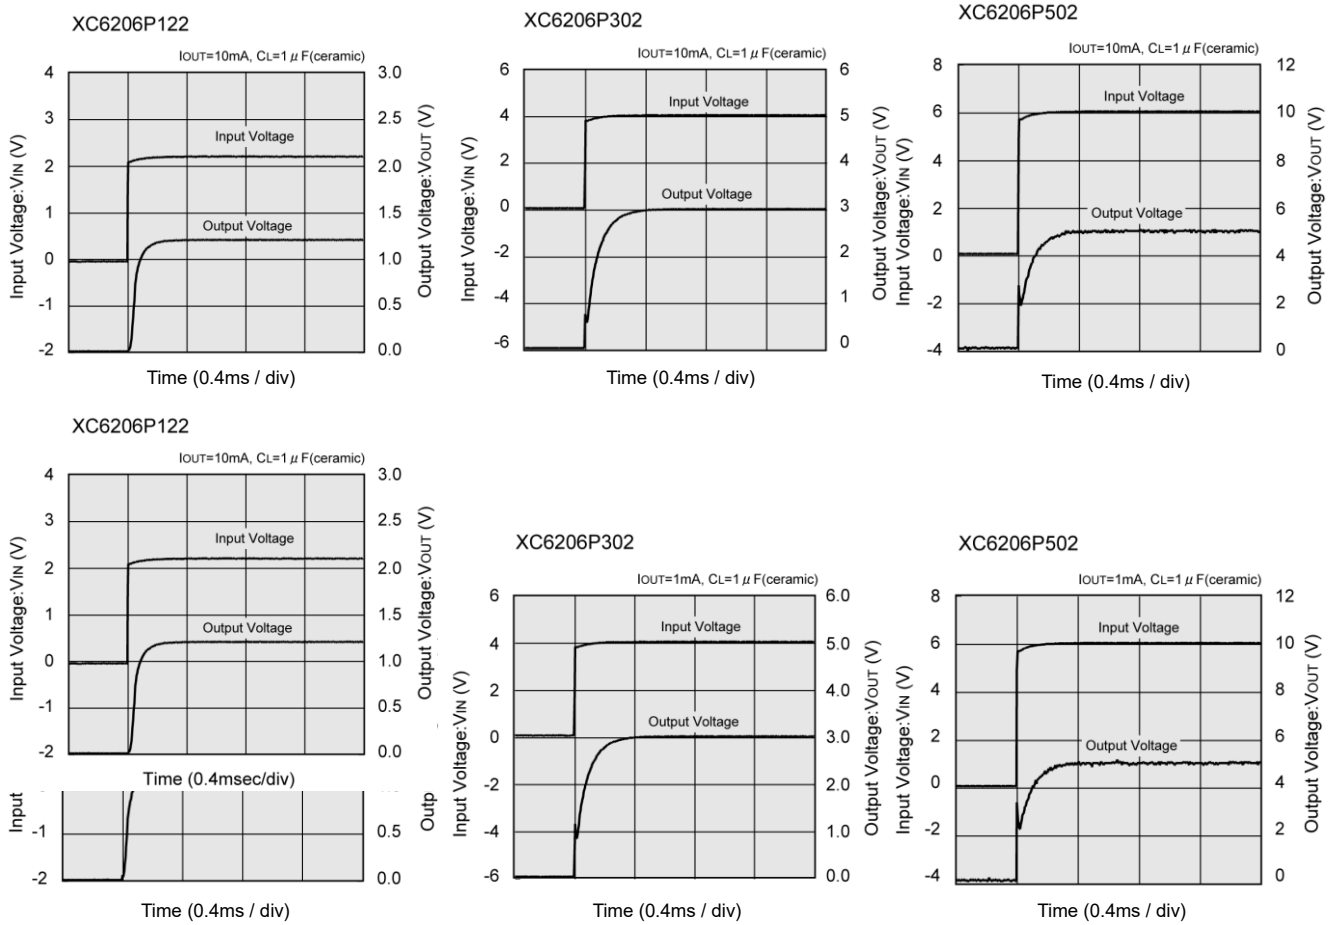 XC6206P122
IOUT=10mA, CL=1μF(ceramic)
4
3
2
1
0
-1
-2
Input Voltage:VIN (V)
Input Voltage
Output Voltage
3.0
2.5
2.0
1.5
1.0
0.5
0.0
Output Voltage:VOUT (V)
Time (0.4ms / div)
XC6206P302
IOUT=10mA, CL=1μF(ceramic)
6
4
2
0
-2
-4
-6
Input Voltage:VIN (V)
Input Voltage
Output Voltage
6
5
4
3
2
1
0
Output Voltage:VOUT (V)
Time (0.4ms / div)
XC6206P502
IOUT=10mA, CL=1μF(ceramic)
8
6
4
2
0
-2
-4
Input Voltage:VIN (V)
Input Voltage
Output Voltage
12
10
8
6
4
2
0
Output Voltage:VOUT (V)
Time (0.4ms / div)
XC6206P122
IOUT=10mA, CL=1μF(ceramic)
4
3
2
1
0
-1
-2
Input Voltage:VIN (V)
Input Voltage
Output Voltage
3.0
2.5
2.0
1.5
1.0
0.5
0.0
Output Voltage:VOUT (V)
Time (0.4msec/div)
Input
-1
-2
0.5
0.0
Outp
Time (0.4ms / div)
XC6206P302
IOUT=1mA, CL=1μF(ceramic)
6
4
2
0
-2
-4
-6
Input Voltage:VIN (V)
Input Voltage
Output Voltage
6.0
5.0
4.0
3.0
2.0
1.0
0.0
Output Voltage:VOUT (V)
Time (0.4ms / div)
XC6206P502
IOUT=1mA, CL=1μF(ceramic)
8
6
4
2
0
-2
-4
Input Voltage:VIN (V)
Input Voltage
Output Voltage
12
10
8
6
4
2
0
Output Voltage:VOUT (V)
Time (0.4ms / div)